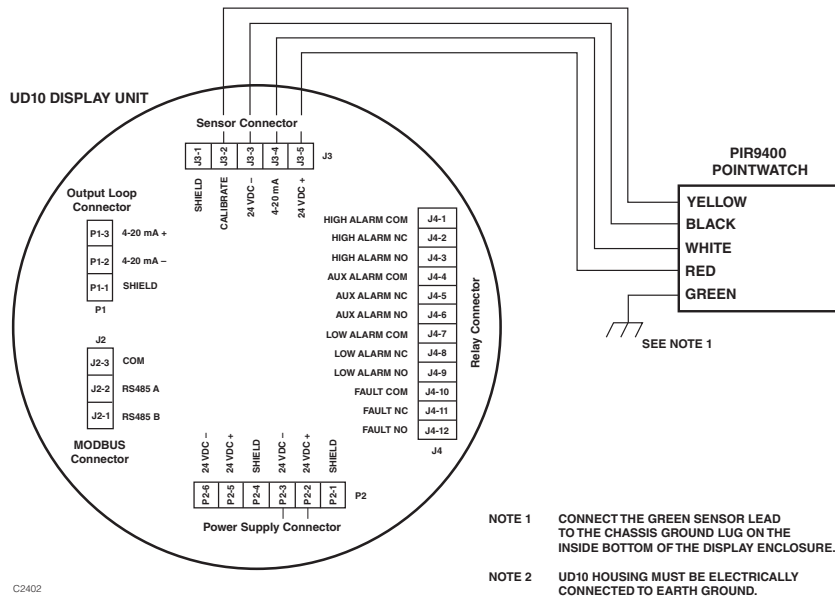 UD10 DISPLAY UNIT
Sensor Connector
J3-1
J3-2
J3-3
J3-4
J3-5
J3
SHIELD
CALIBRATE
24 VDC –
4-20 mA
24 VDC +
PIR9400
POINTWATCH
YELLOW
BLACK
WHITE
RED
GREEN
SEE NOTE 1
Output Loop
Connector
P1-3 4-20 mA +
P1-2 4-20 mA –
P1-1 SHIELD
P1
J2
J2-3 COM
J2-2 RS485 A
J2-1 RS485 B
MODBUS
Connector
HIGH ALARM COM J4-1
HIGH ALARM NC J4-2
HIGH ALARM NO J4-3
AUX ALARM COM J4-4
AUX ALARM NC J4-5
AUX ALARM NO J4-6
LOW ALARM COM J4-7
LOW ALARM NC J4-8
LOW ALARM NO J4-9
FAULT COM J4-10
FAULT NC J4-11
FAULT NO J4-12
J4
Relay Connector
24 VDC –
24 VDC +
SHIELD
24 VDC –
24 VDC +
SHIELD
P2-6
P2-5
P2-4
P2-3
P2-2
P2-1
P2
Power Supply Connector
NOTE 1 CONNECT THE GREEN SENSOR LEAD
TO THE CHASSIS GROUND LUG ON THE
INSIDE BOTTOM OF THE DISPLAY ENCLOSURE.
NOTE 2 UD10 HOUSING MUST BE ELECTRICALLY
CONNECTED TO EARTH GROUND.
C2402